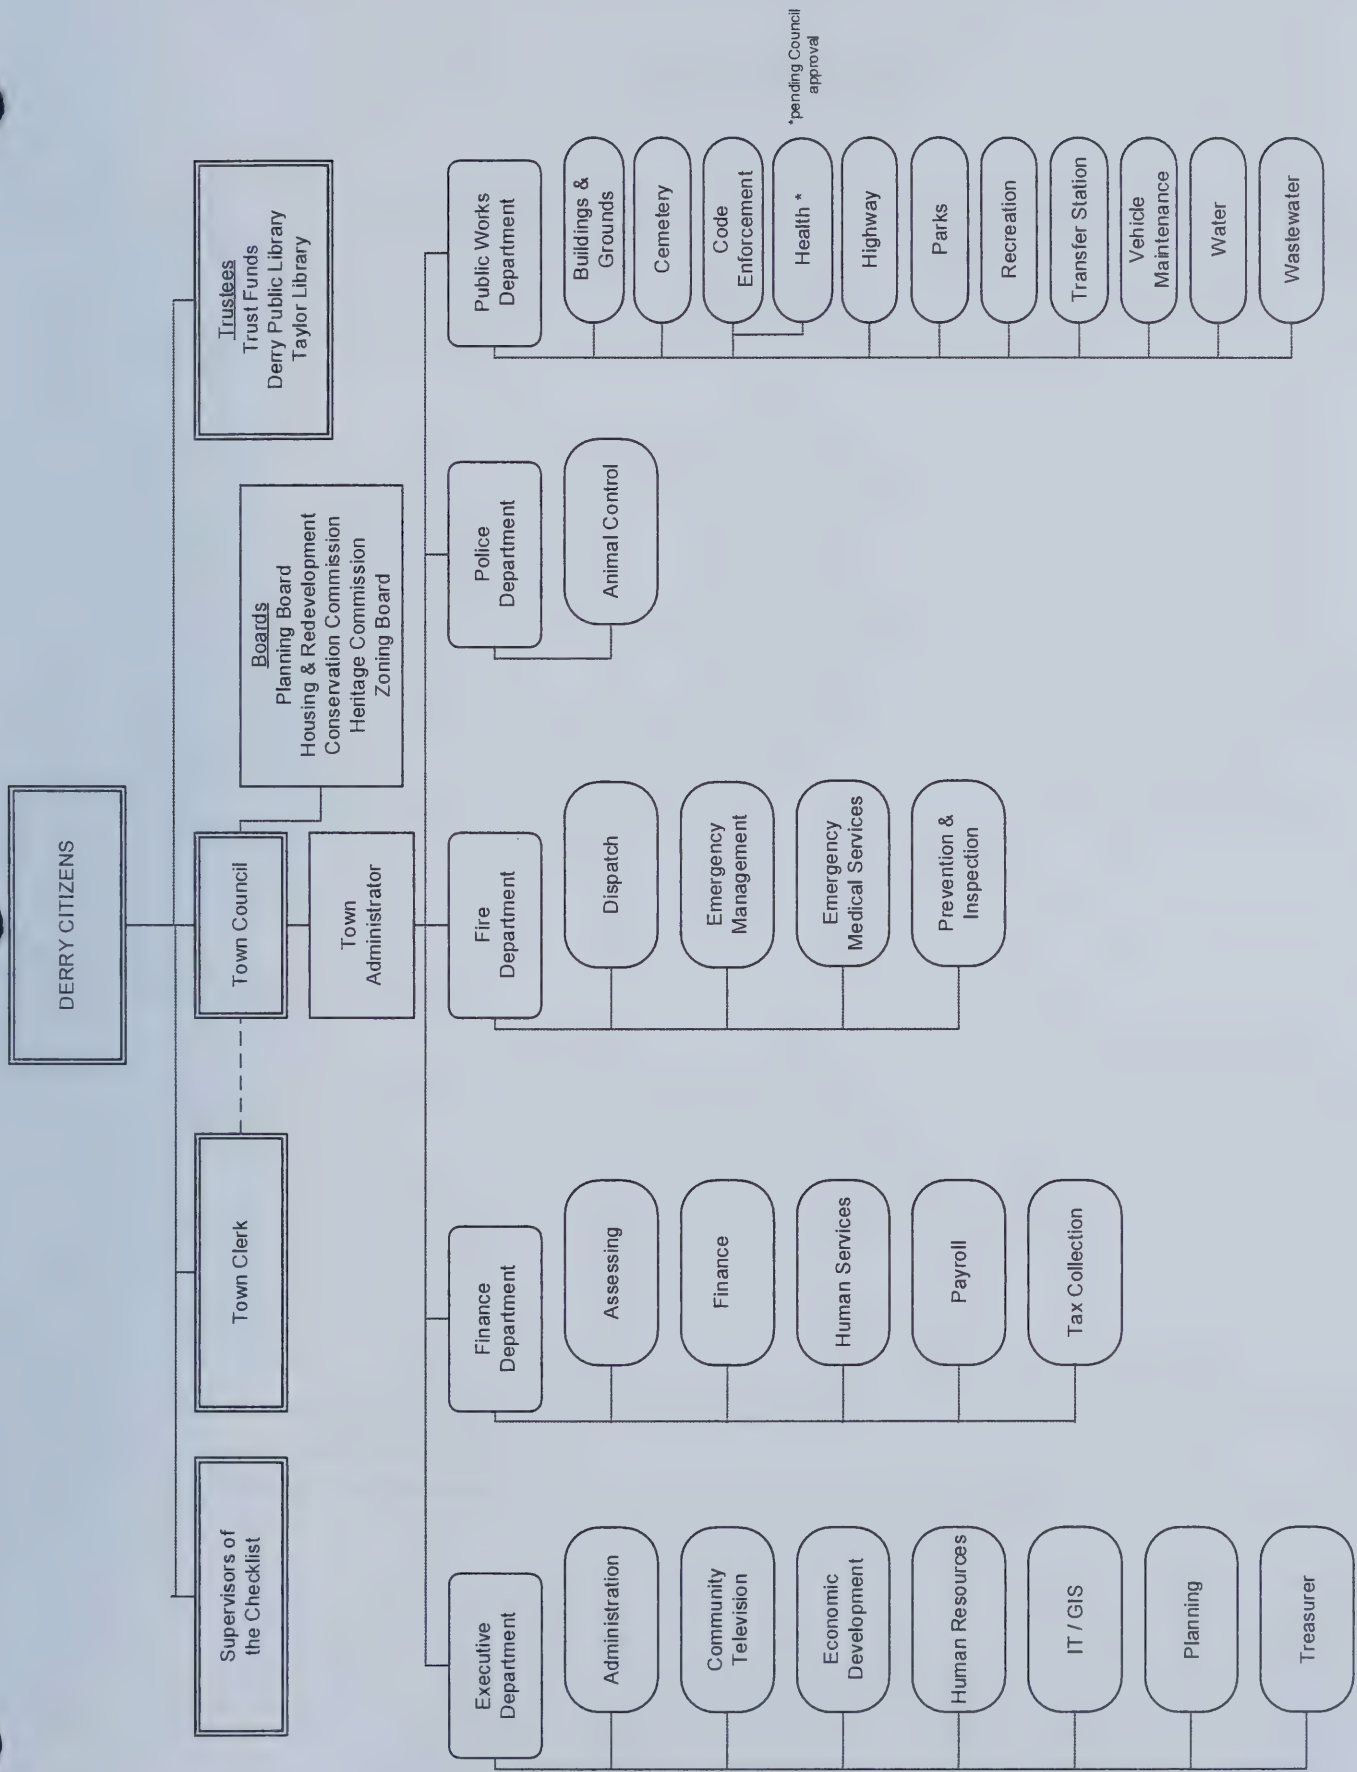 DERRY CITIZENS
Supervisors of
the Checklist
Town Clerk
Town Council
Trustees
Trust Funds
Derry Public Library
Taylor Library
Boards
Planning Board
Housing & Redevelopment
Conservation Commission
Heritage Commission
Zoning Board
Town
Administrator
Executive
Department
Administration
Community
Television
Economic
Development
Human Resources
IT / GIS
Planning
Treasurer
Finance
Department
Assessing
Finance
Human Services
Payroll
Tax Collection
Fire
Department
Dispatch
Emergency
Management
Emergency
Medical Services
Prevention &
Inspection
Police
Department
Animal Control
Public Works
Department
Buildings &
Grounds
Cemetery
Code
Enforcement
Health *
*pending Council
approval
Highway
Parks
Recreation
Transfer Station
Vehicle
Maintenance
Water
Wastewater